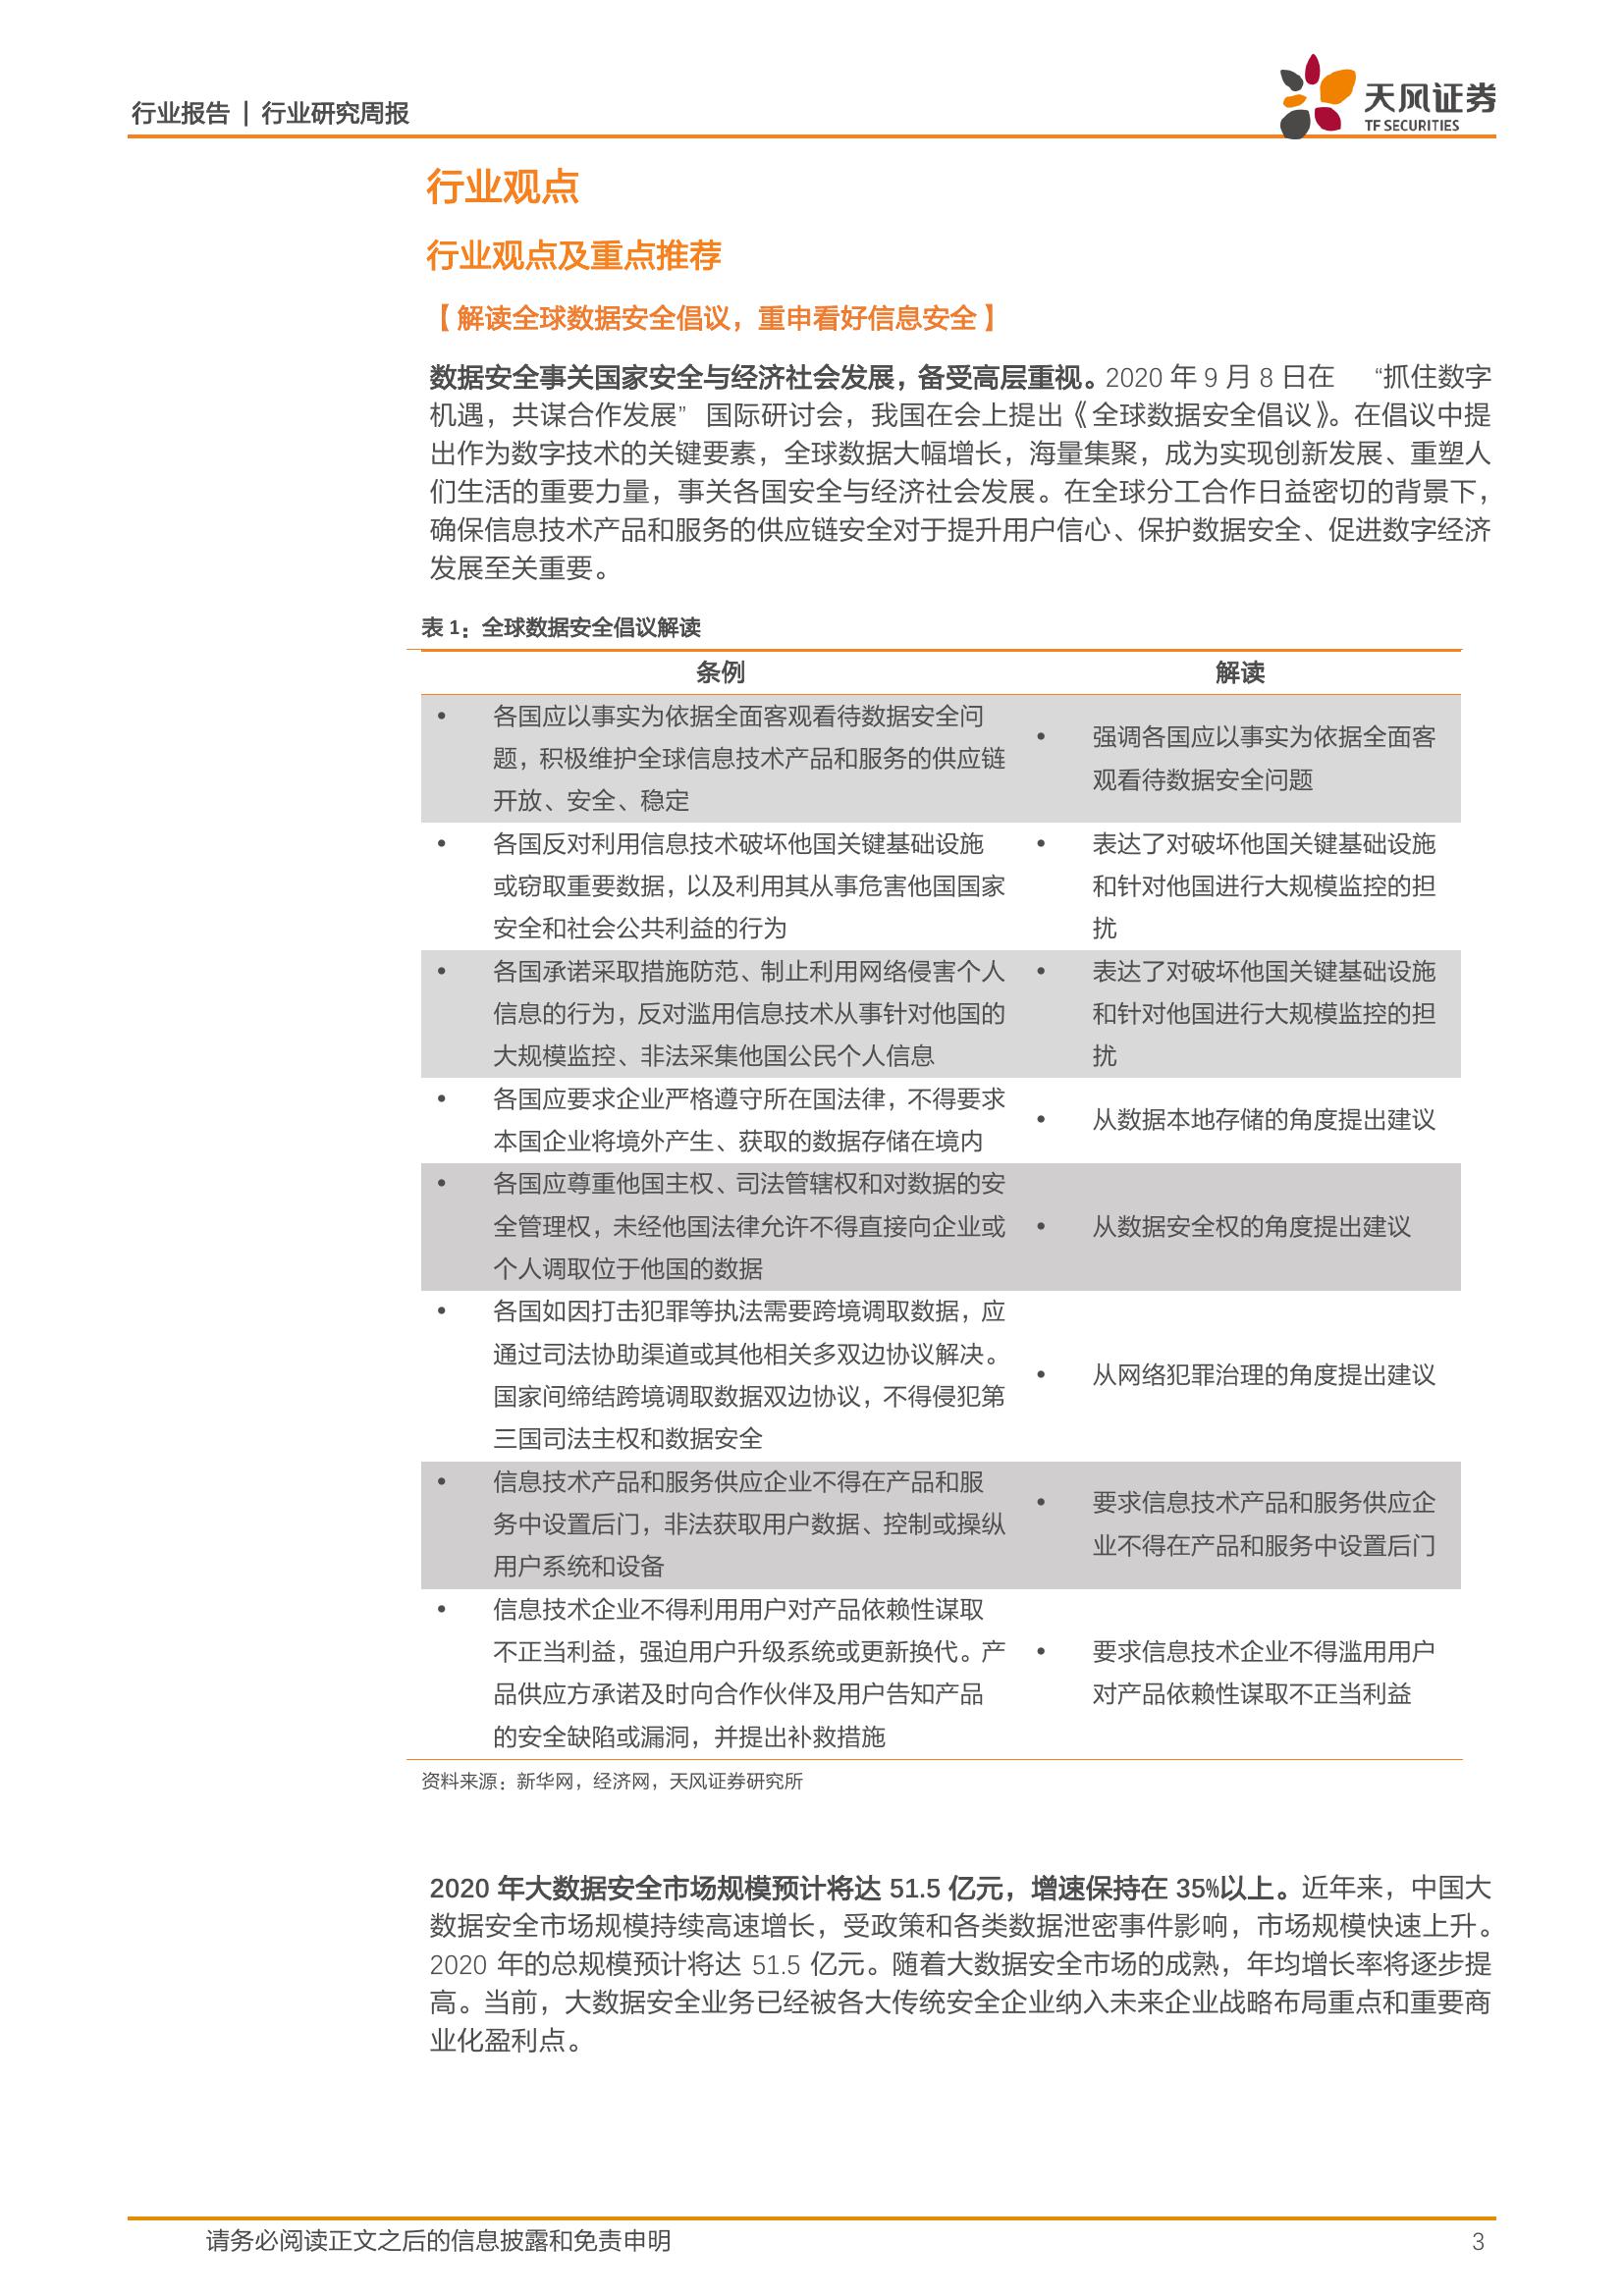 行业报告 | 行业研究周报
天风证券
TF SECURITIES
行业观点
行业观点及重点推荐
【解读全球数据安全倡议，重申看好信息安全】
数据安全事关国家安全与经济社会发展，备受高层重视。2020 年 9 月 8 日在 “抓住数字
机遇，共谋合作发展” 国际研讨会，我国在会上提出《全球数据安全倡议》。在倡议中提
出作为数字技术的关键要素，全球数据大幅增长，海量集聚，成为实现创新发展、重塑人
们生活的重要力量，事关各国安全与经济社会发展。在全球分工合作日益密切的背景下，
确保信息技术产品和服务的供应链安全对于提升用户信心、保护数据安全、促进数字经济
发展至关重要。
表 1：全球数据安全倡议解读
条例 解读
• 各国应以事实为依据全面客观看待数据安全问
题，积极维护全球信息技术产品和服务的供应链
开放、安全、稳定
• 强调各国应以事实为依据全面客
观看待数据安全问题
• 各国反对利用信息技术破坏他国关键基础设施
或窃取重要数据，以及利用其从事危害他国国家
安全和社会公共利益的行为
• 表达了对破坏他国关键基础设施
和针对他国进行大规模监控的担
扰
• 各国承诺采取措施防范、制止利用网络侵害个人
信息的行为，反对滥用信息技术从事针对他国的
大规模监控、非法采集他国公民个人信息
• 表达了对破坏他国关键基础设施
和针对他国进行大规模监控的担
扰
• 各国应要求企业严格遵守所在国法律，不得要求
本国企业将境外产生、获取的数据存储在境内
• 从数据本地存储的角度提出建议
• 各国应尊重他国主权、司法管辖权和对数据的安
全管理权，未经他国法律允许不得直接向企业或
个人调取位于他国的数据
• 从数据安全权的角度提出建议
• 各国如因打击犯罪等执法需要跨境调取数据，应
通过司法协助渠道或其他相关多双边协议解决。
国家间缔结跨境调取数据双边协议，不得侵犯第
三国司法主权和数据安全
• 从网络犯罪治理的角度提出建议
• 信息技术产品和服务供应企业不得在产品和服
务中设置后门，非法获取用户数据、控制或操纵
用户系统和设备
• 要求信息技术产品和服务供应企
业不得在产品和服务中设置后门
• 信息技术企业不得利用用户对产品依赖性谋取
不正当利益，强迫用户升级系统或更新换代。产
品供应方承诺及时向合作伙伴及用户告知产品
的安全缺陷或漏洞，并提出补救措施
• 要求信息技术企业不得滥用用户
对产品依赖性谋取不正当利益
资料来源：新华网，经济网，天风证券研究所
2020 年大数据安全市场规模预计将达 51.5 亿元，增速保持在 35%以上。近年来，中国大
数据安全市场规模持续高速增长，受政策和各类数据泄密事件影响，市场规模快速上升。
2020 年的总规模预计将达 51.5 亿元。随着大数据安全市场的成熟，年均增长率将逐步提
高。当前，大数据安全业务已经被各大传统安全企业纳入未来企业战略布局重点和重要商
业化盈利点。
请务必阅读正文之后的信息披露和免责申明 3